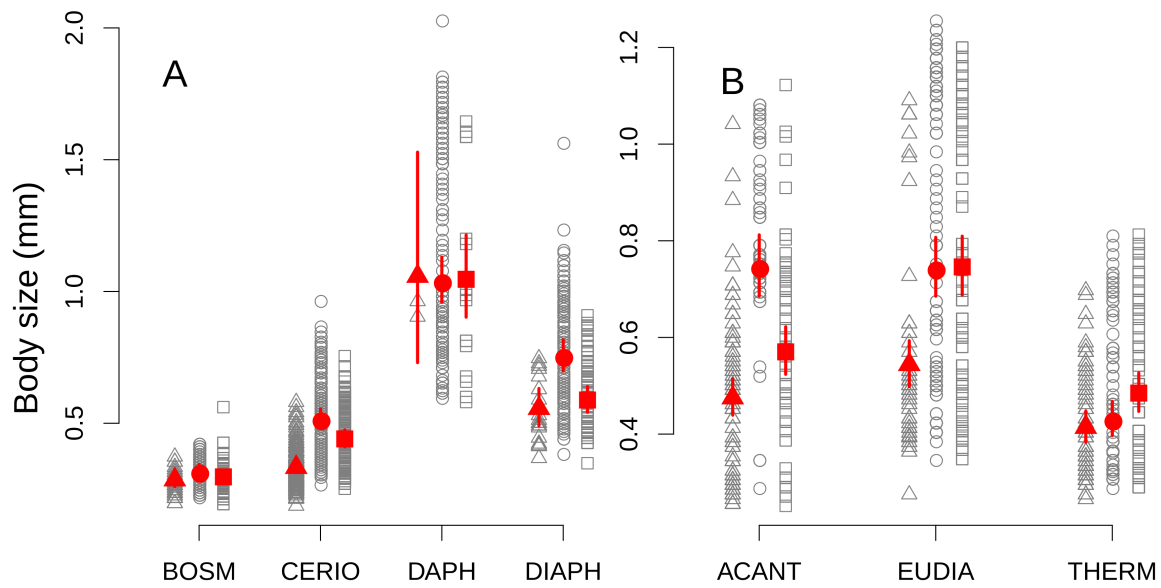 A
B
Body size (mm)
2.0
1.5
1.0
0.5
1.2
1.0
0.8
0.6
0.4
BOSM CERIO DAPH DIAPH
ACANT EUDIA THERM